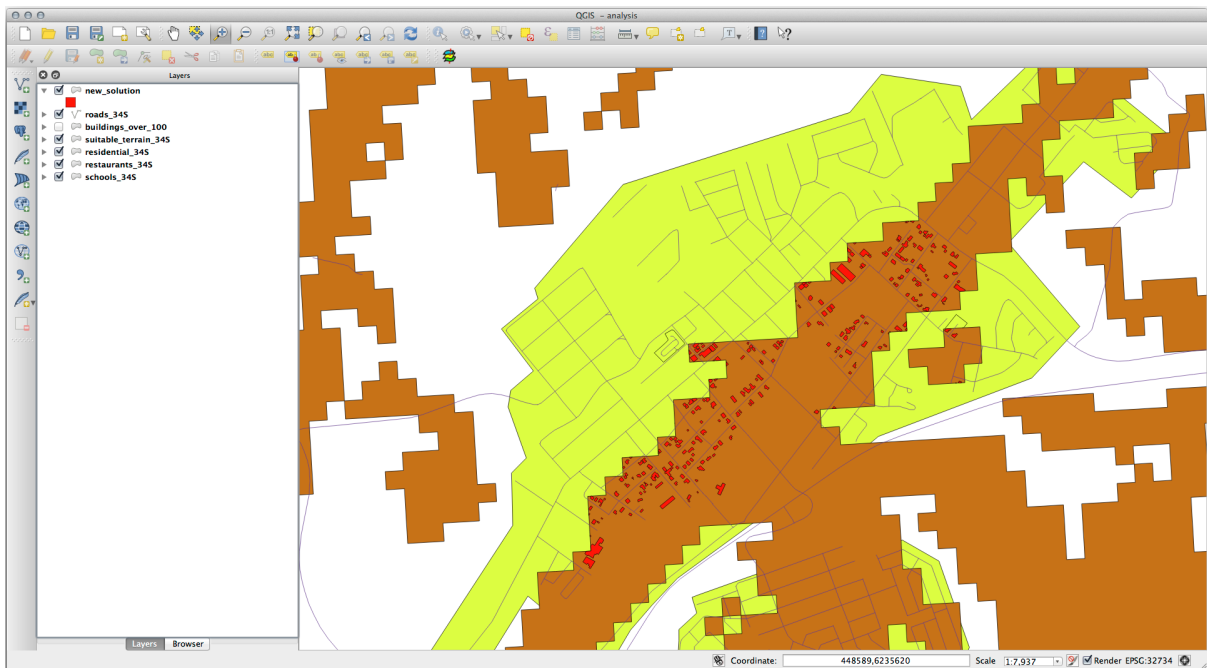 QGIS - analysis
Layers
new_solution
roads_34S
buildings_over_100
suitable_terrain_34S
residential_34S
restaurants_34S
schools_34S
Layers Browser
Coordinate: 448589,6235620 Scale 1:7,937 Render EPSG:32734